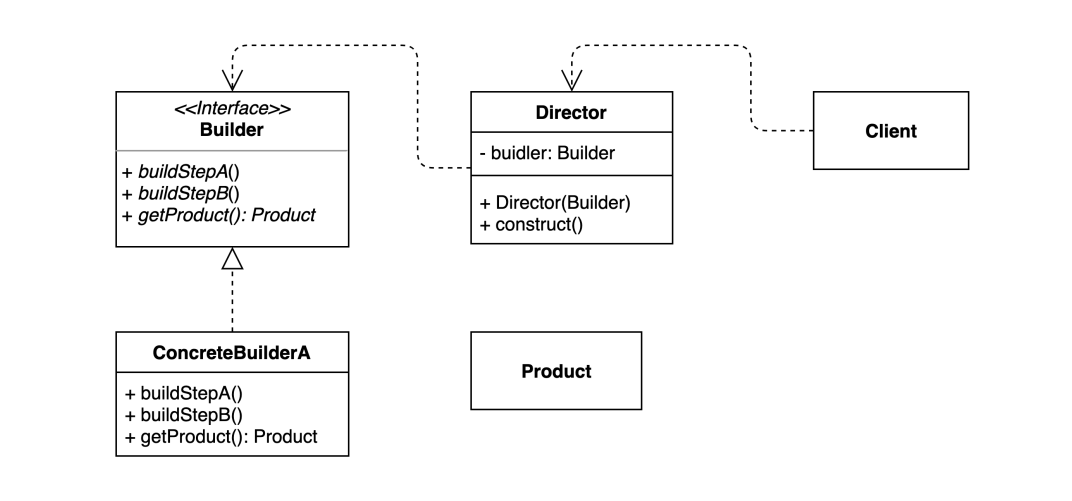 <<Interface>>
Builder
+ buildStepA()
+ buildStepB()
+ getProduct(): Product
Director
- buidler: Builder
+ Director(Builder)
+ construct()
Client
ConcreteBuilderA
+ buildStepA()
+ buildStepB()
+ getProduct(): Product
Product